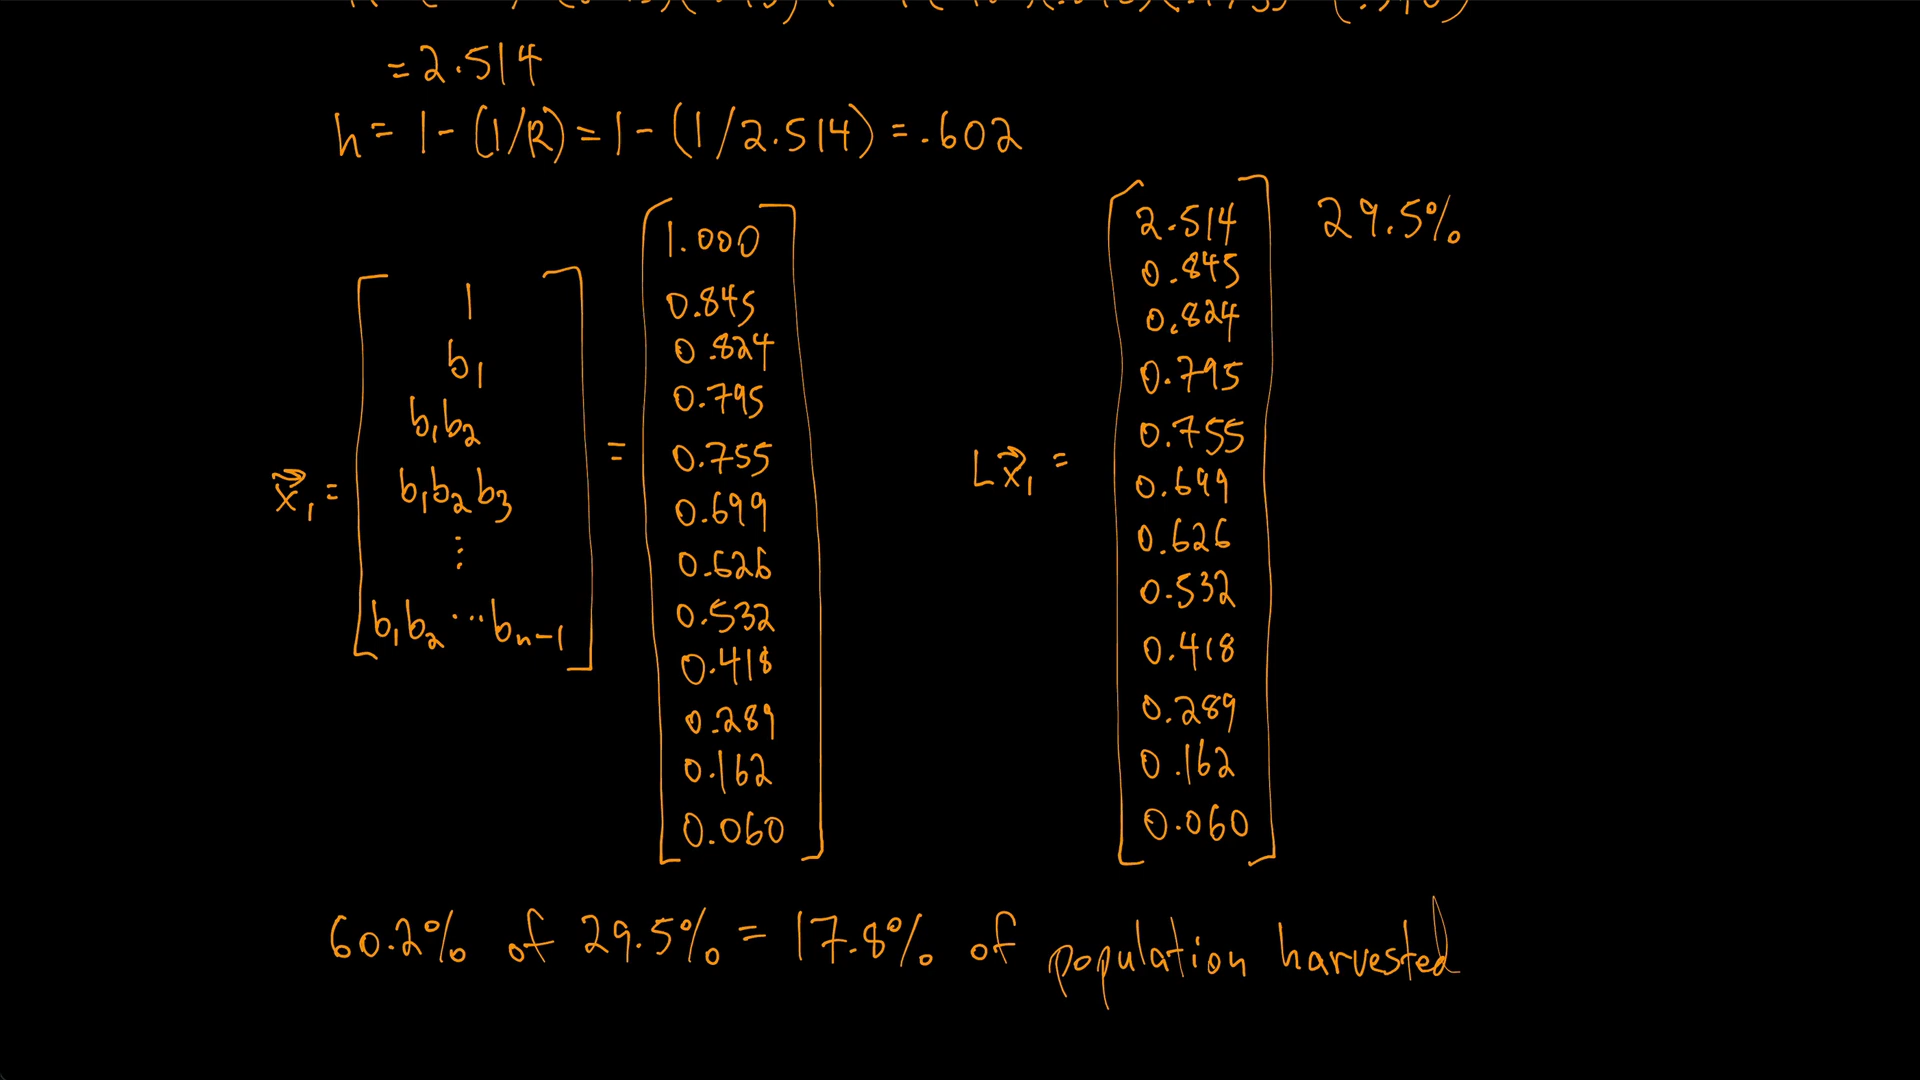 = 2.514
h = 1 - (1/R) = 1 - (1/2.514) = .602
x⃗₁ = [ 1
b₁
b₁b₂
b₁b₂b₃
⋮
b₁b₂ ⋯ bₙ₋₁ ]
= [ 1.000
0.845
0.824
0.795
0.755
0.699
0.626
0.532
0.418
0.289
0.162
0.060 ]
Lx⃗₁ = [ 2.514
0.845
0.824
0.795
0.755
0.699
0.626
0.532
0.418
0.289
0.162
0.060 ]
29.5%
60.2% of 29.5% = 17.8% of population harvested